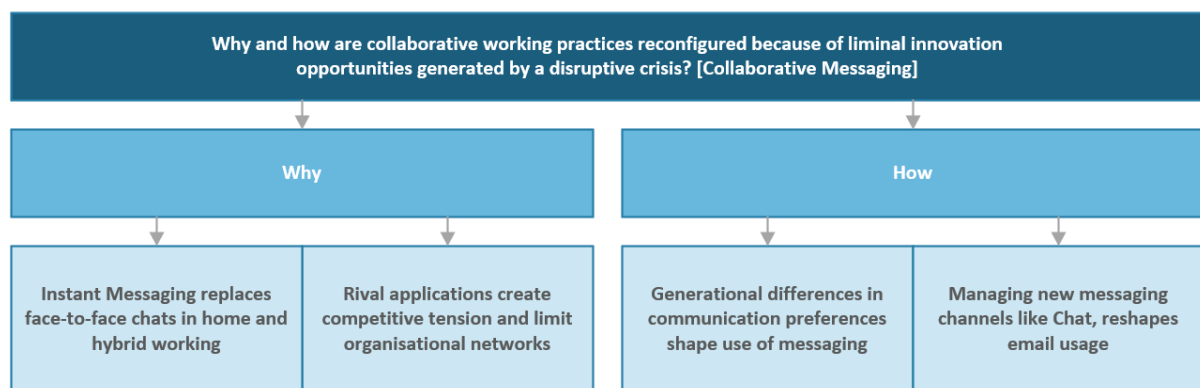 Why and how are collaborative working practices reconfigured because of liminal innovation
opportunities generated by a disruptive crisis? [Collaborative Messaging]
Why
How
Instant Messaging replaces
face-to-face chats in home and
hybrid working
Rival applications create
competitive tension and limit
organisational networks
Generational differences in
communication preferences
shape use of messaging
Managing new messaging
channels like Chat, reshapes
email usage